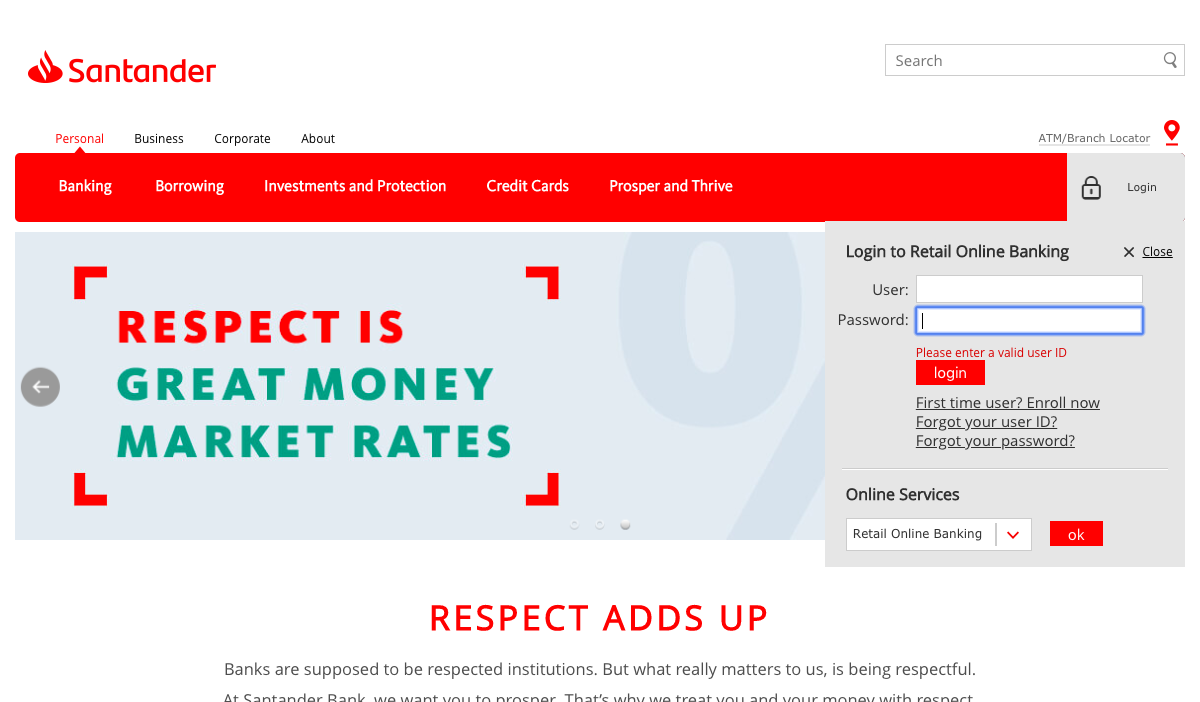 Santander
Search
Personal
Business
Corporate
About
ATM/Branch Locator
Banking
Borrowing
Investments and Protection
Credit Cards
Prosper and Thrive
Login
Login to Retail Online Banking
Close
User:
Password:
Please enter a valid user ID
login
First time user? Enroll now
Forgot your user ID?
Forgot your password?
Online Services
Retail Online Banking
ok
RESPECT IS
GREAT MONEY
MARKET RATES
9
RESPECT ADDS UP
Banks are supposed to be respected institutions. But what really matters to us, is being respectful.
At Santander Bank, we want you to prosper. That's why we treat you and your money with respect.